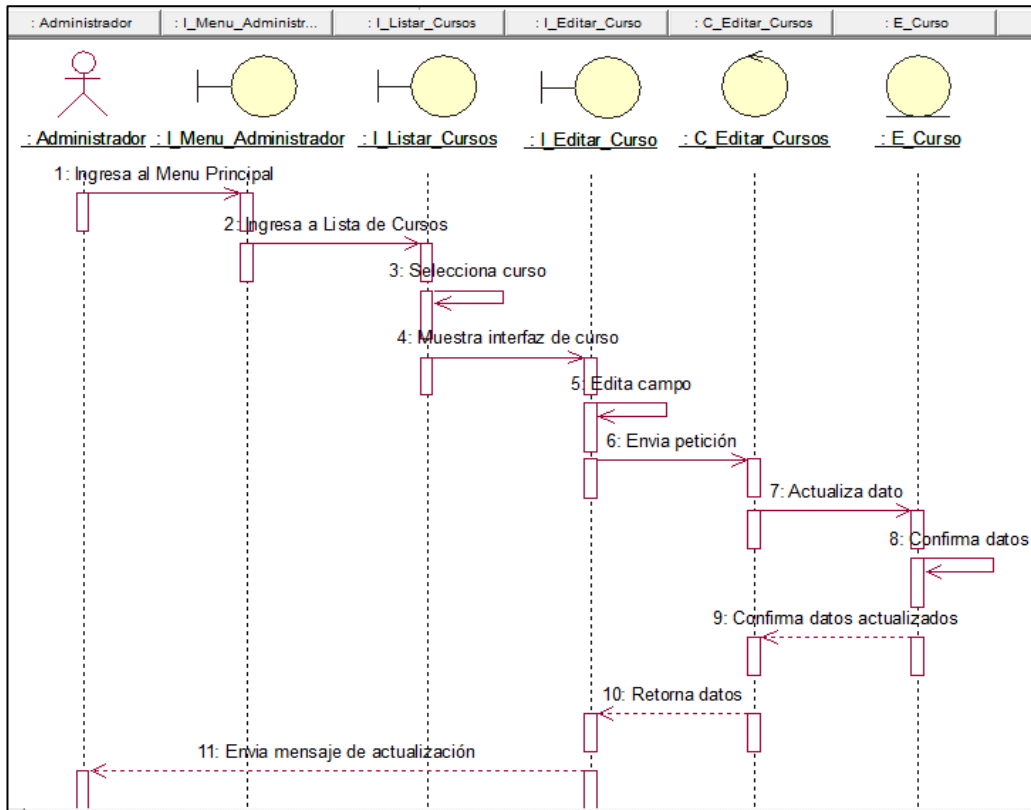 : Administrador
: I_Menu_Administr...
: I_Listar_Cursos
: I_Editar_Curso
: C_Editar_Cursos
: E_Curso
: Administrador
: I_Menu_Administrador
: I_Listar_Cursos
: I_Editar_Curso
: C_Editar_Cursos
: E_Curso
1: Ingresa al Menu Principal
2: Ingresa a Lista de Cursos
3: Selecciona curso
4: Muestra interfaz de curso
5: Edita campo
6: Envia petición
7: Actualiza dato
8: Confirma datos
9: Confirma datos actualizados
10: Retorna datos
11: Envia mensaje de actualización